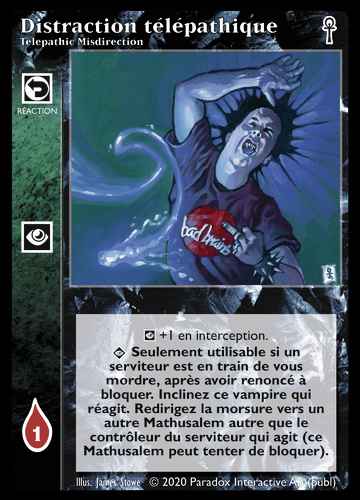 Distraction télépathique
Telepathic Misdirection
RÉACTION
bad brains
+1 en interception.
Seulement utilisable si un
serviteur est en train de vous
mordre, après avoir renoncé à
bloquer. Inclinez ce vampire qui
réagit. Redirigez la morsure vers un
autre Mathusalem autre que le
contrôleur du serviteur qui agit (ce
Mathusalem peut tenter de bloquer).
1
Illus. James Stowe © 2020 Paradox Interactive AB (publ)